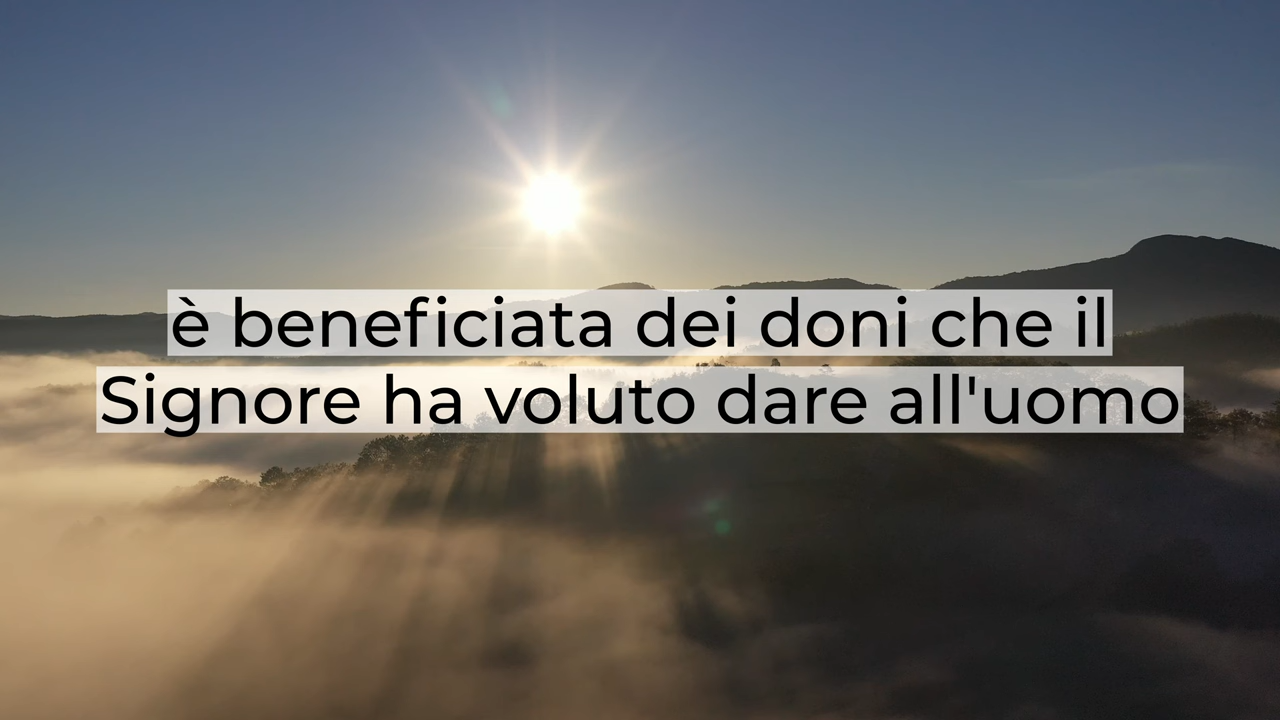 è beneficiata dei doni che il
Signore ha voluto dare all'uomo